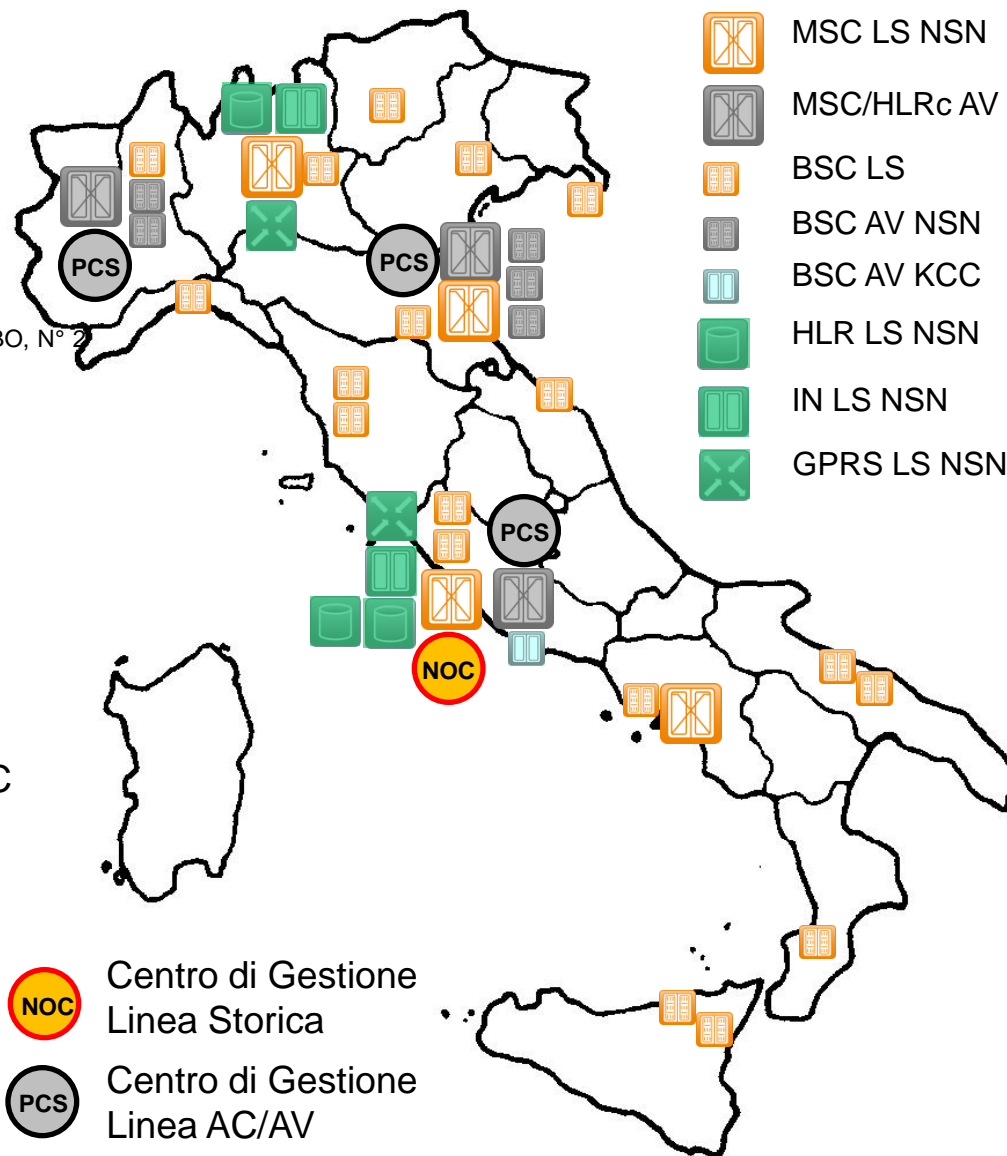 MSC LS NSN
MSC/HLRc AV
BSC LS
BSC AV NSN
BSC AV KCC
HLR LS NSN
IN LS NSN
GPRS LS NSN
PCS
PCS
BO, N° 2
PCS
NOC
C
NOC
Centro di Gestione
Linea Storica
PCS
Centro di Gestione
Linea AC/AV